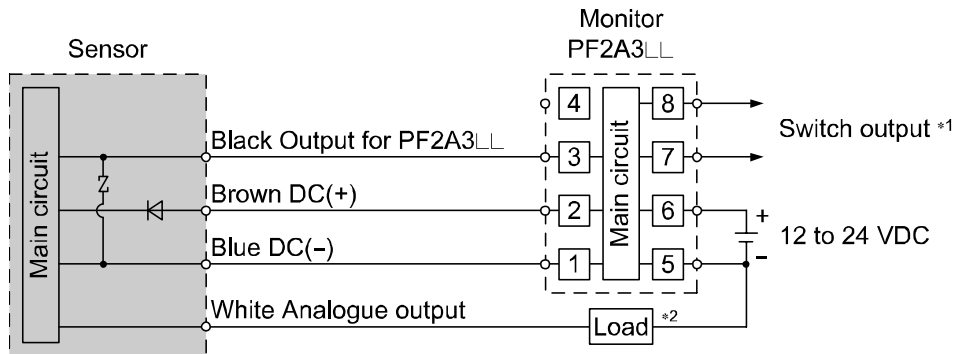 Monitor
PF2A3□□
Sensor
Main circuit
Black Output for PF2A3□□
Brown DC(+)
Blue DC(−)
White Analogue output
4
3
2
1
Main circuit
8
7
6
5
Switch output *1
+
12 to 24 VDC
−
Load *2